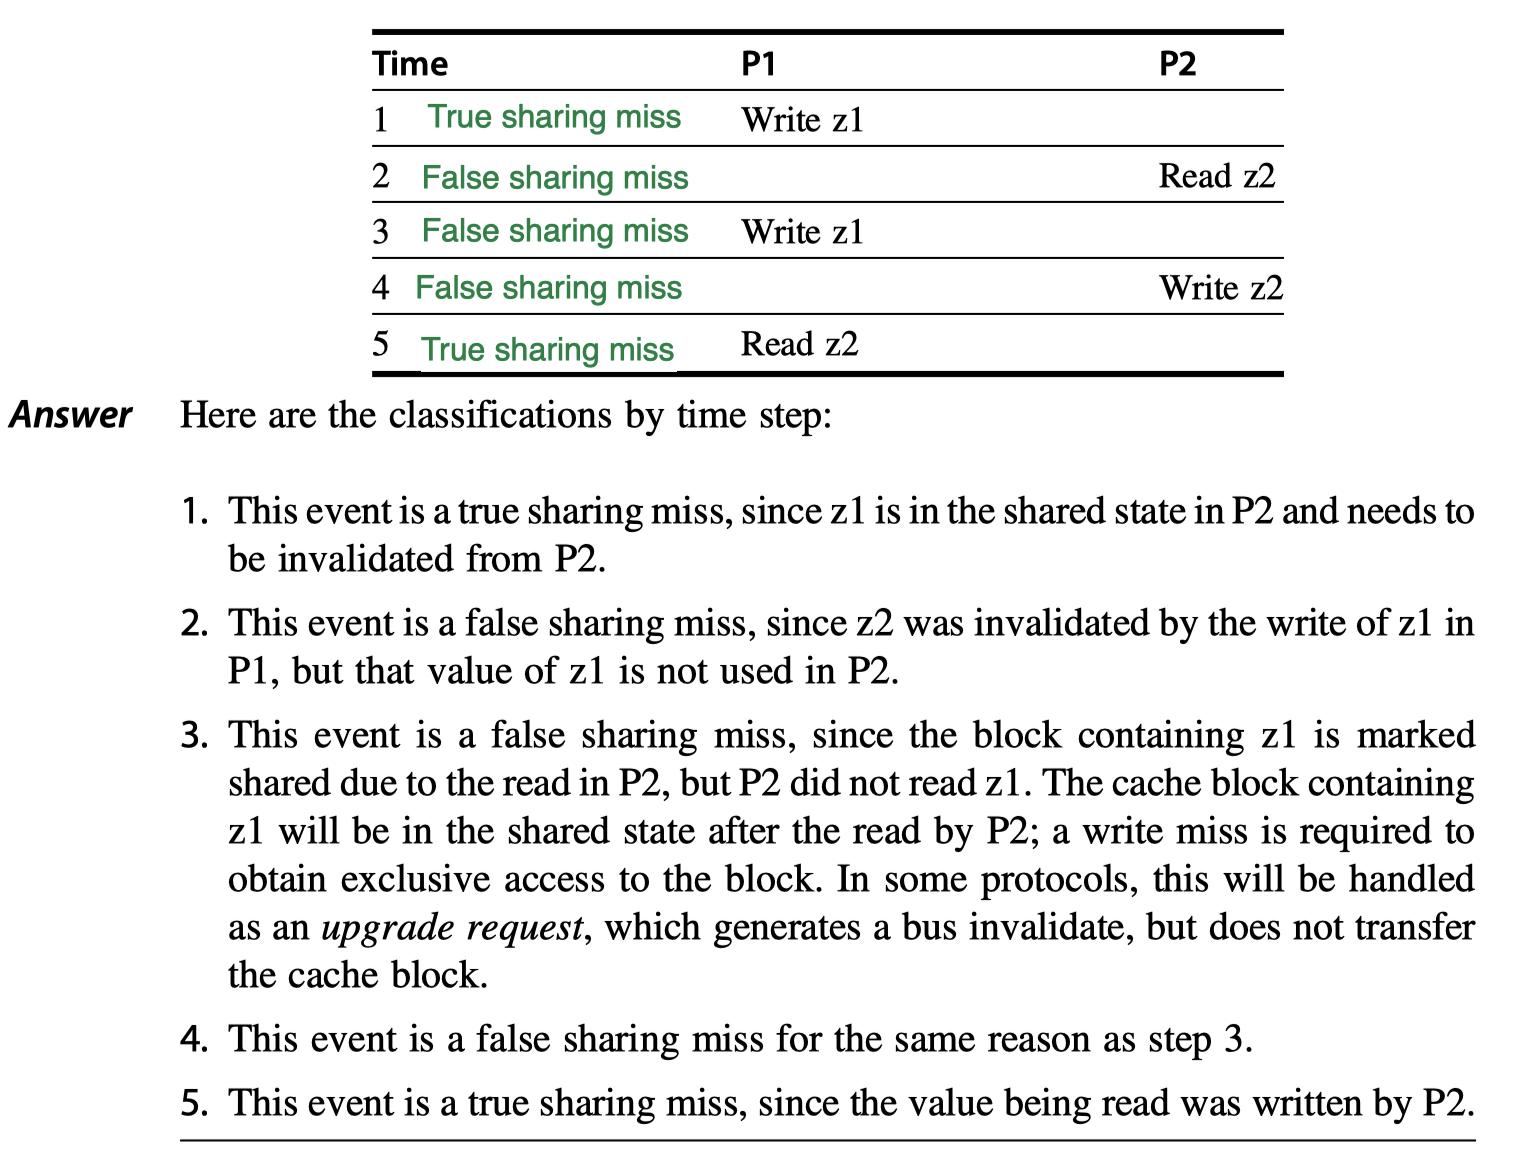 Time P1 P2
1 True sharing miss Write z1
2 False sharing miss Read z2
3 False sharing miss Write z1
4 False sharing miss Write z2
5 True sharing miss Read z2
Answer Here are the classifications by time step:
1. This event is a true sharing miss, since z1 is in the shared state in P2 and needs to
be invalidated from P2.
2. This event is a false sharing miss, since z2 was invalidated by the write of z1 in
P1, but that value of z1 is not used in P2.
3. This event is a false sharing miss, since the block containing z1 is marked
shared due to the read in P2, but P2 did not read z1. The cache block containing
z1 will be in the shared state after the read by P2; a write miss is required to
obtain exclusive access to the block. In some protocols, this will be handled
as an upgrade request, which generates a bus invalidate, but does not transfer
the cache block.
4. This event is a false sharing miss for the same reason as step 3.
5. This event is a true sharing miss, since the value being read was written by P2.